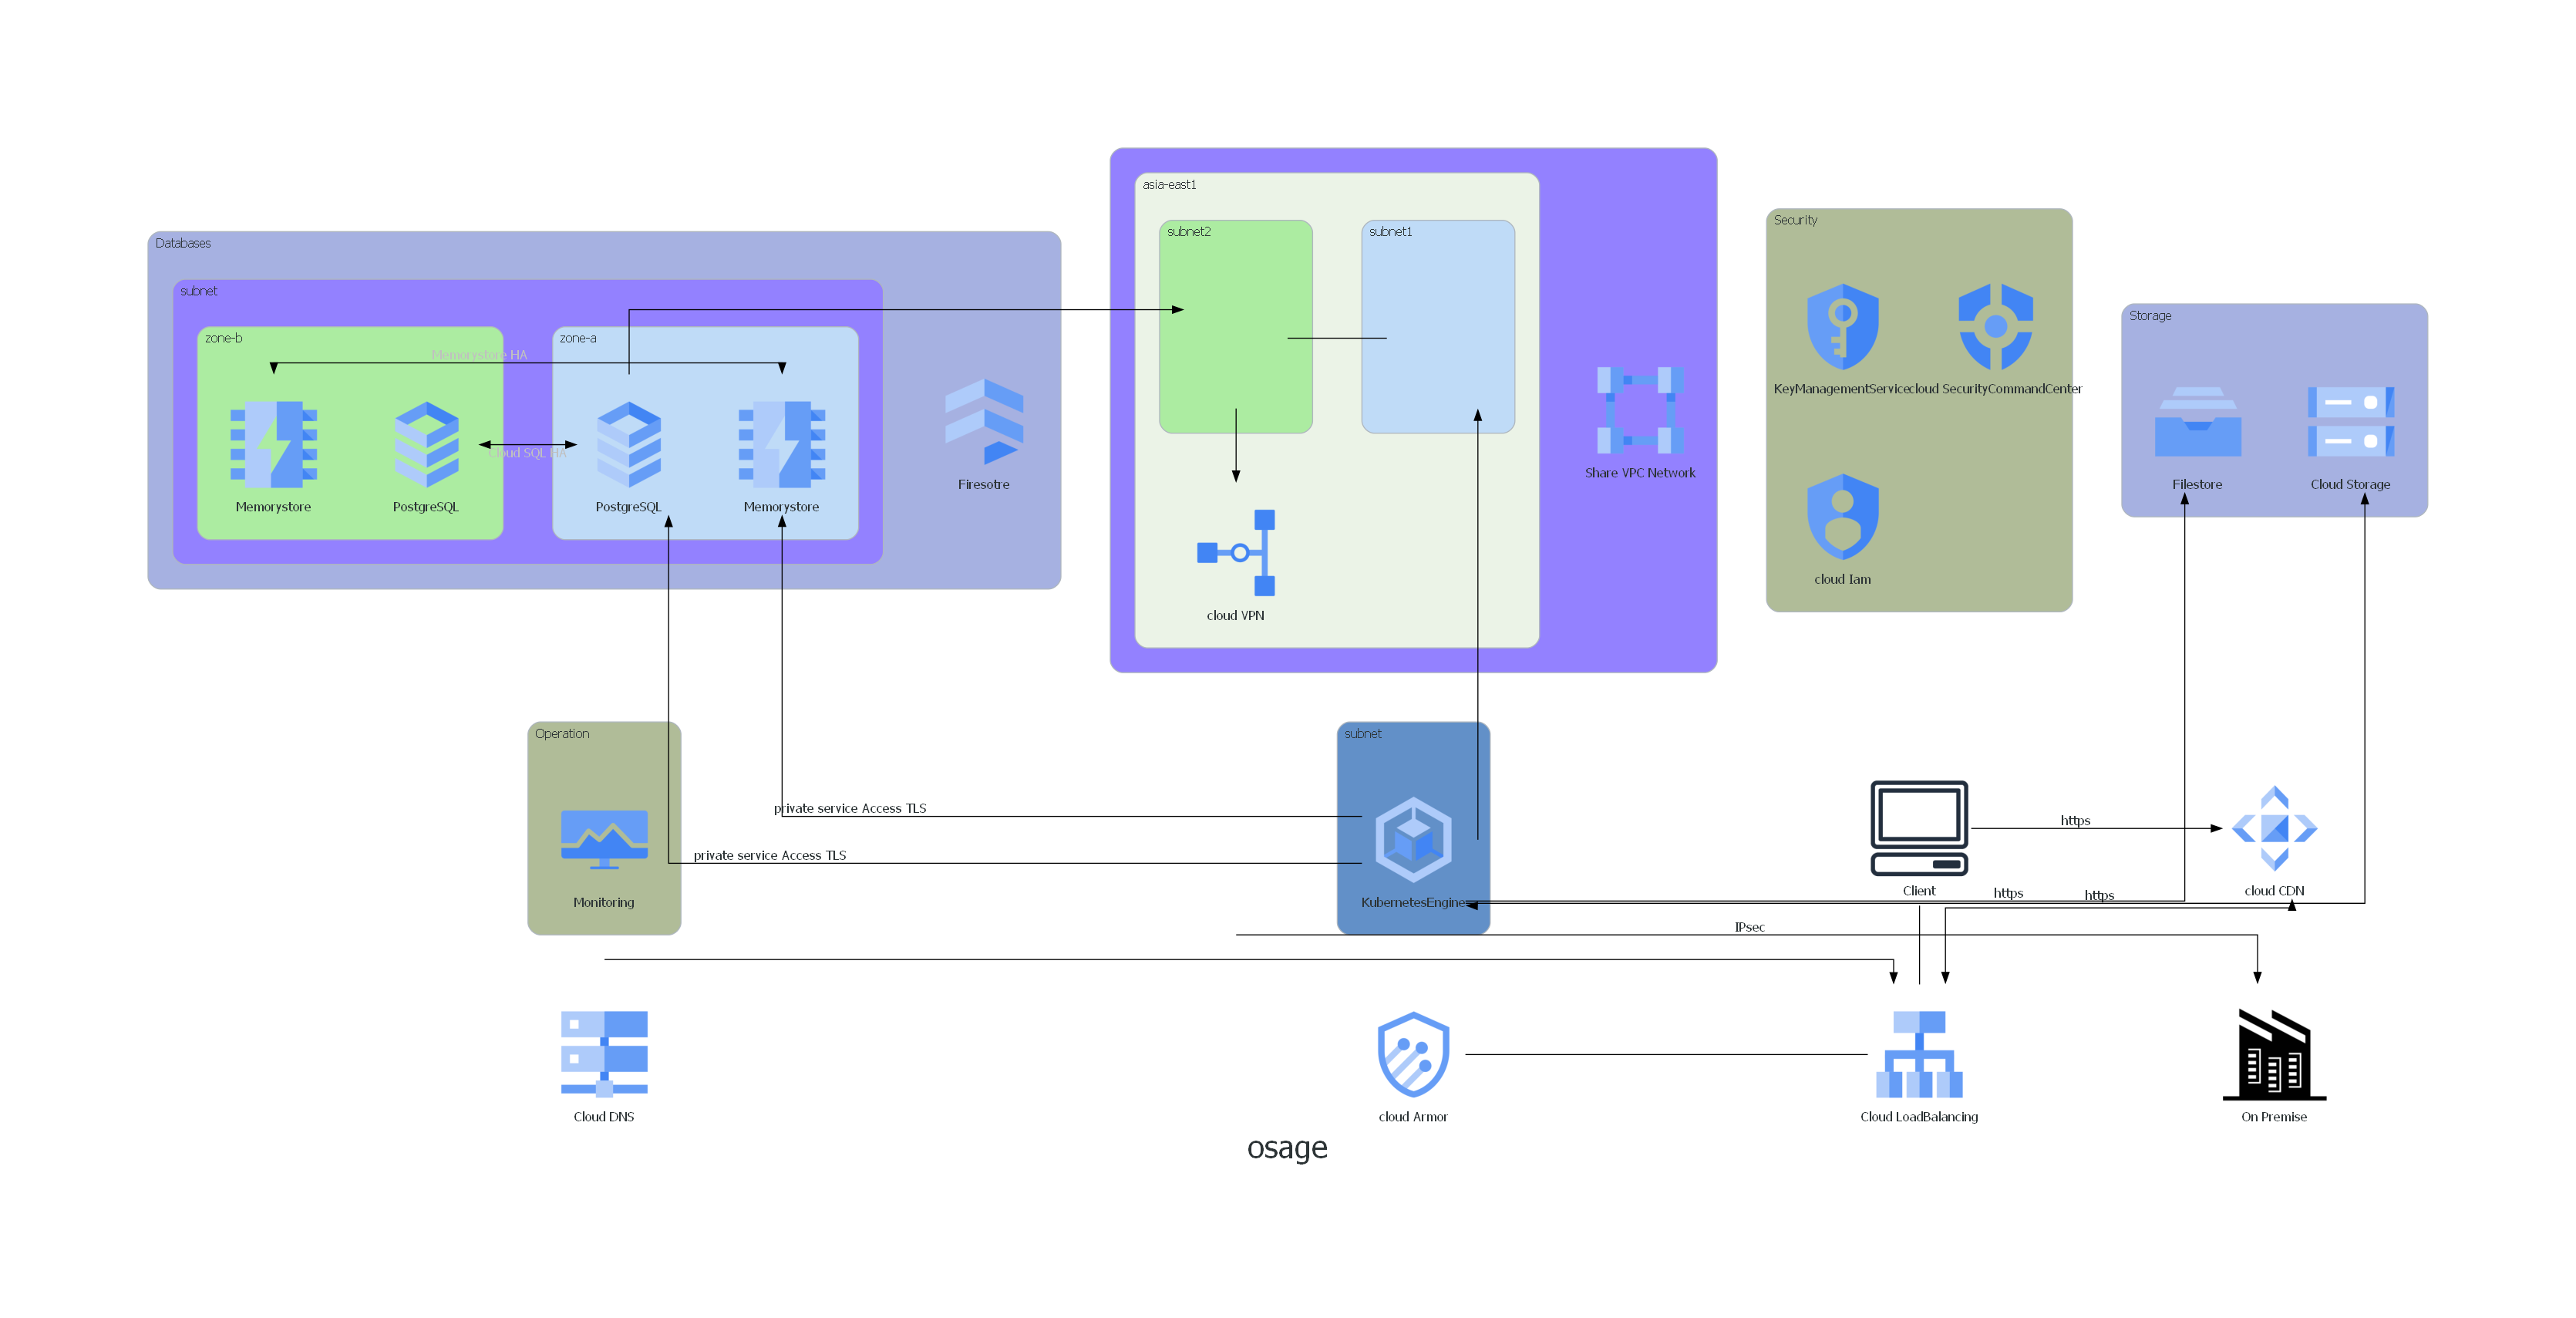 Databases
subnet
zone-b
Memorystore
PostgreSQL
zone-a
PostgreSQL
Memorystore
Memorystore HA
Cloud SQL HA
Firesotre
asia-east1
subnet2
subnet1
cloud VPN
Share VPC Network
Security
KeyManagementService
cloud SecurityCommandCenter
cloud Iam
Storage
Filestore
Cloud Storage
Operation
Monitoring
private service Access TLS
private service Access TLS
subnet
KubernetesEngine
Client
https
cloud CDN
https
https
IPsec
Cloud DNS
cloud Armor
Cloud LoadBalancing
On Premise
osage